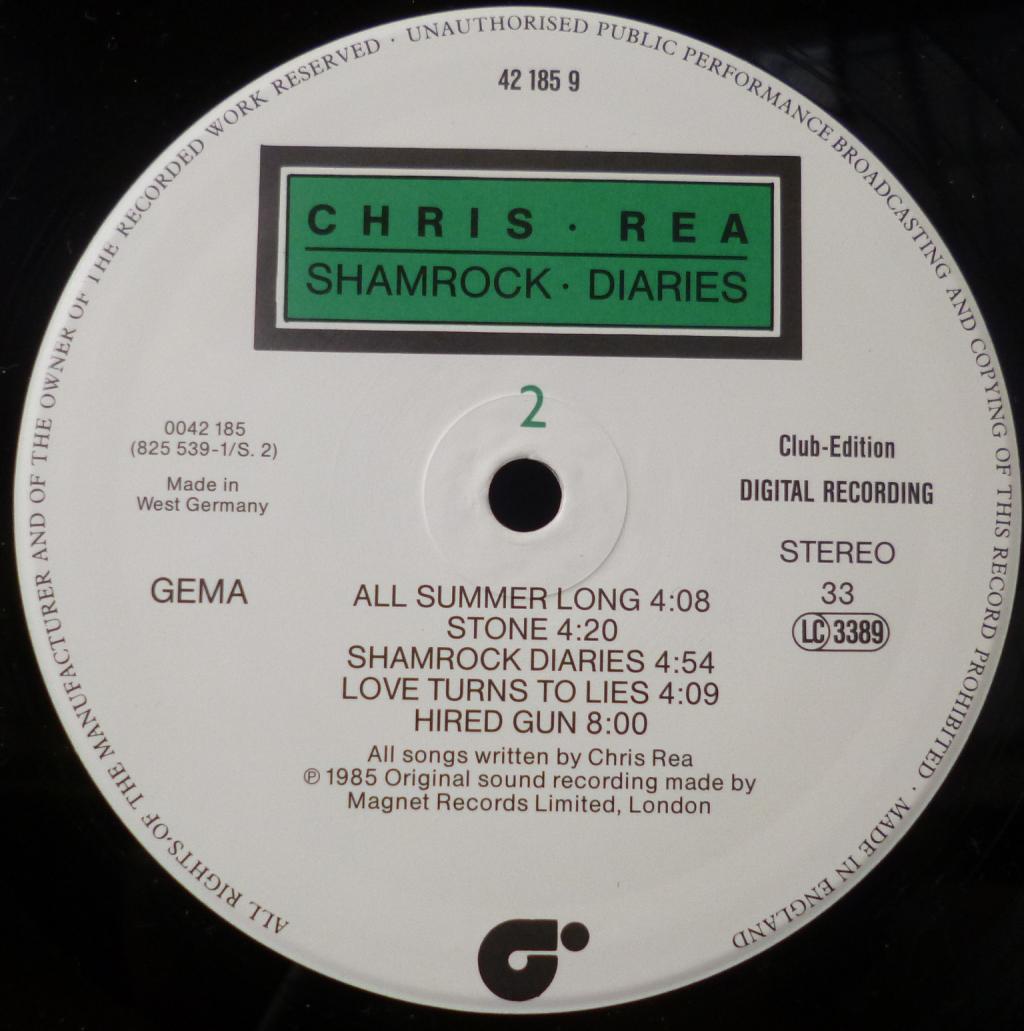 ALL RIGHTS·OF THE MANUFACTURER AND OF THE OWNER OF THE RECORDED WORK RESERVED · UNAUTHORISED PUBLIC PERFORMANCE BROADCASTING AND COPYING OF THIS RECORD PROHIBITED · MADE IN ENGLAND
42 185 9
CHRIS · REA
SHAMROCK · DIARIES
2
0042 185
(825 539-1/S. 2)
Made in
West Germany
GEMA
Club-Edition
DIGITAL RECORDING
STEREO
33
LC 3389
ALL SUMMER LONG 4:08
STONE 4:20
SHAMROCK DIARIES 4:54
LOVE TURNS TO LIES 4:09
HIRED GUN 8:00
All songs written by Chris Rea
℗ 1985 Original sound recording made by
Magnet Records Limited, London